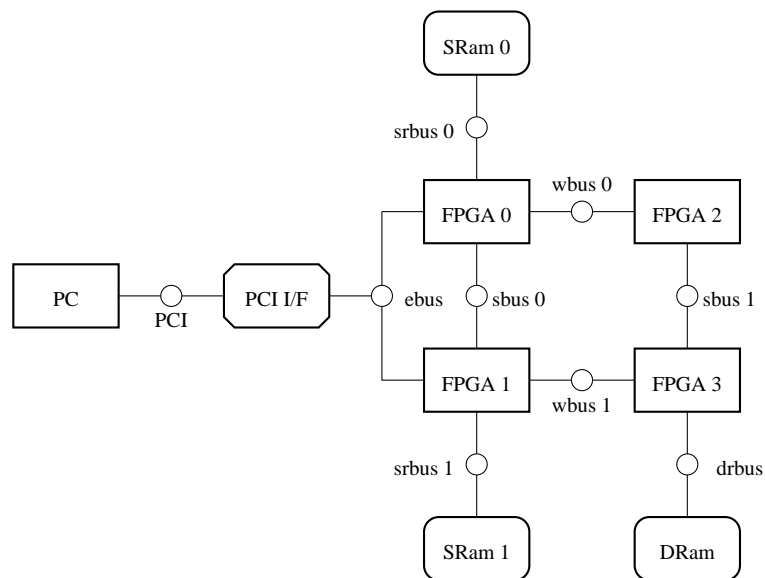 SRam 0
srbus 0
wbus 0
FPGA 0
FPGA 2
PC
PCI
PCI I/F
ebus
sbus 0
sbus 1
FPGA 1
FPGA 3
wbus 1
srbus 1
drbus
SRam 1
DRam